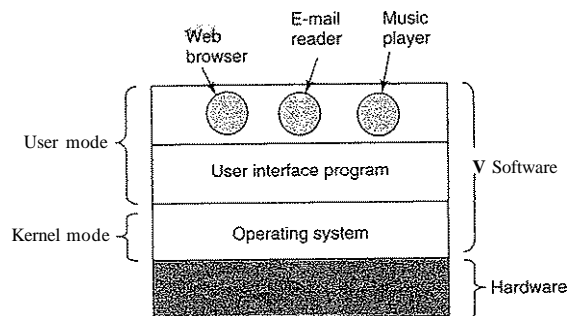 Web
browser
E-mail
reader
Music
player
User mode
User interface program
V Software
Kernel mode
Operating system
Hardware